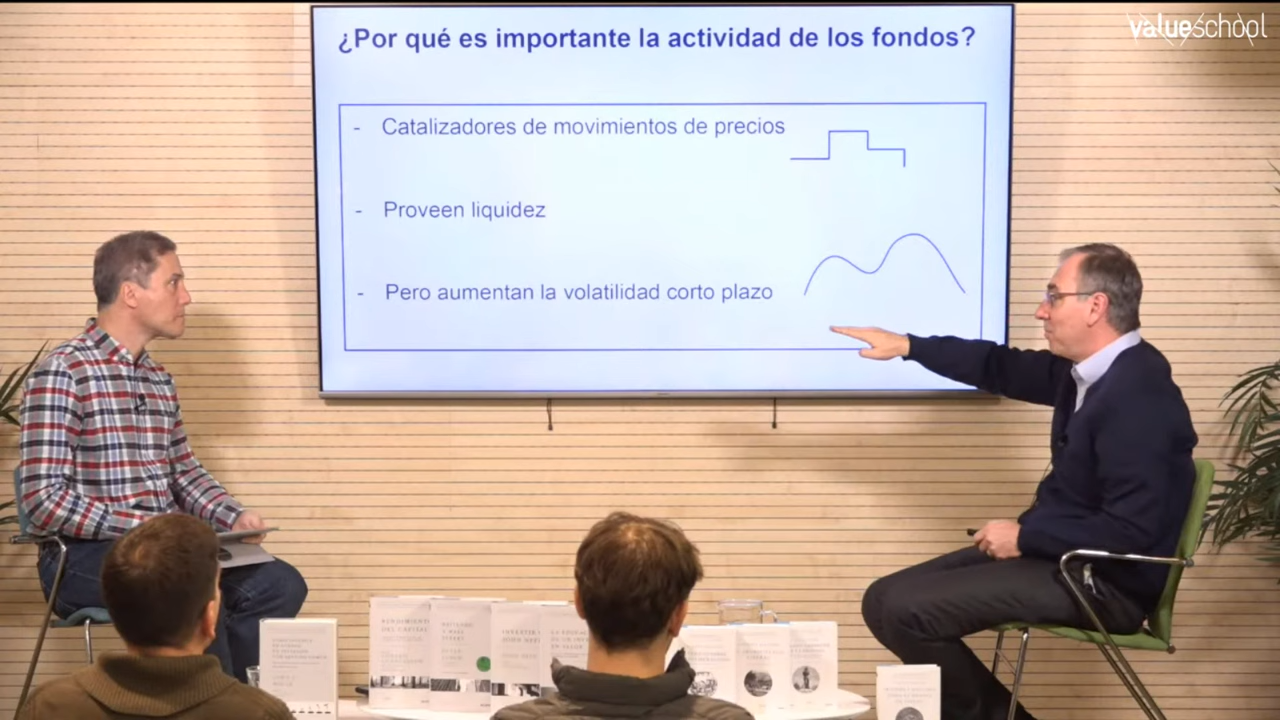 valueschool
¿Por qué es importante la actividad de los fondos?
- Catalizadores de movimientos de precios
- Proveen liquidez
- Pero aumentan la volatilidad corto plazo